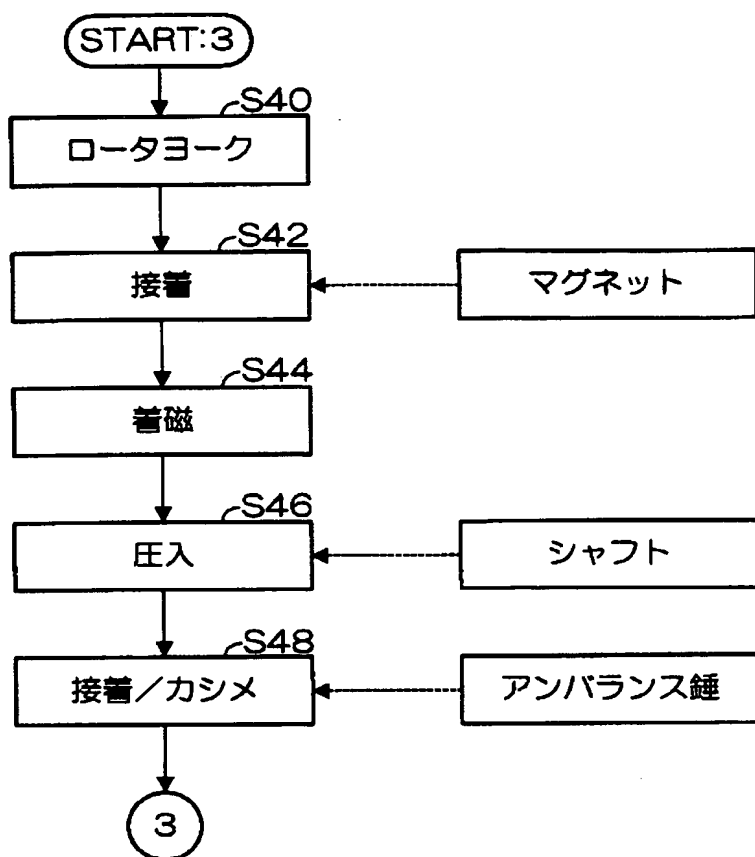 START:3
S40
ロータヨーク
S42
接着
マグネット
S44
着磁
S46
圧入
シャフト
S48
接着／カシメ
アンバランス錘
3